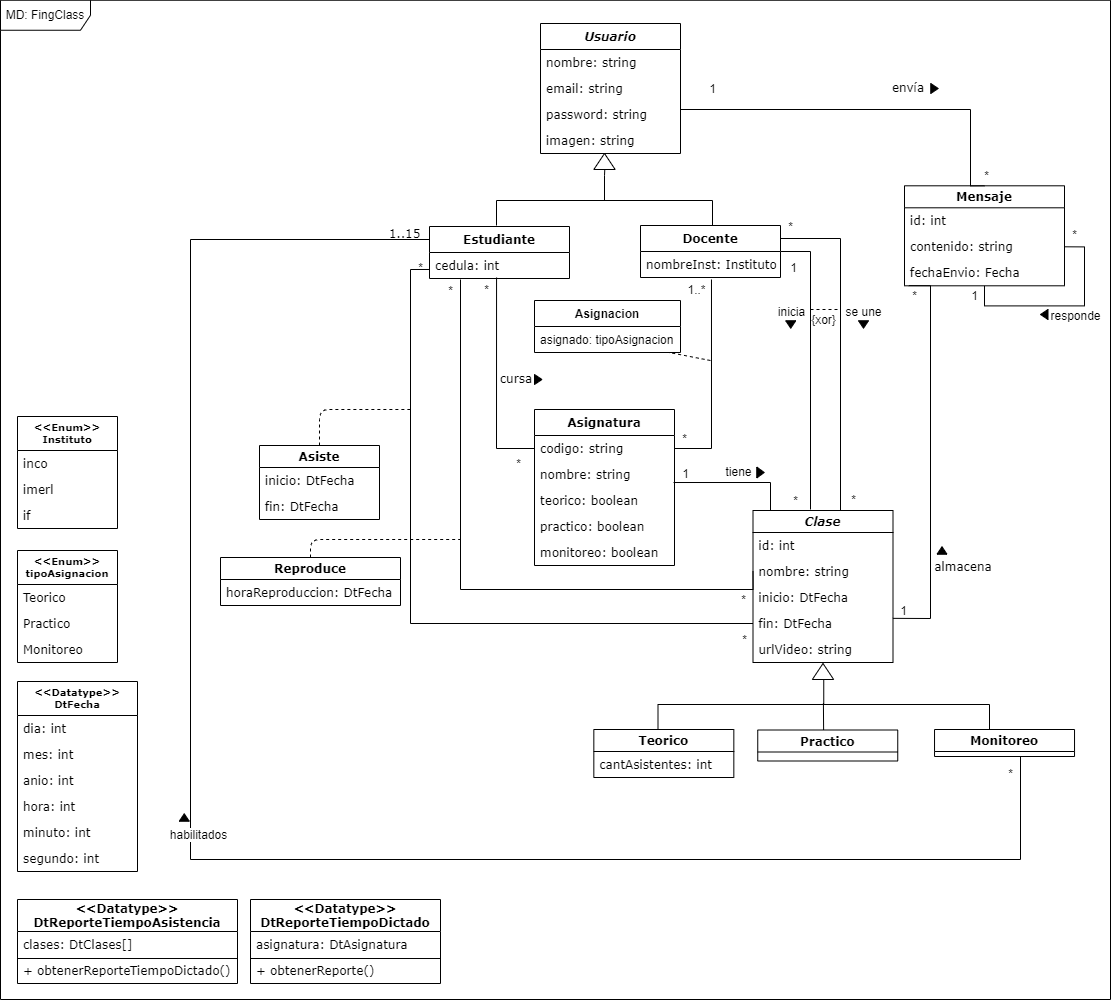 MD: FingClass
Usuario
nombre: string
email: string
password: string
imagen: string
1
envía
*
Mensaje
id: int
contenido: string
fechaEnvio: Fecha
*
1
responde
*
1..15
Estudiante
cedula: int
*
*
*
Docente
nombreInst: Instituto
*
1
1..*
inicia
{xor}
se une
Asignacion
asignado: tipoAsignacion
cursa
*
*
Asignatura
codigo: string
nombre: string
teorico: boolean
practico: boolean
monitoreo: boolean
1
tiene
*
*
<<Enum>>
Instituto
inco
imerl
if
Asiste
inicio: DtFecha
fin: DtFecha
Reproduce
horaReproduccion: DtFecha
Clase
id: int
nombre: string
inicio: DtFecha
fin: DtFecha
urlVideo: string
*
*
1
almacena
<<Enum>>
tipoAsignacion
Teorico
Practico
Monitoreo
<<Datatype>>
DtFecha
dia: int
mes: int
anio: int
hora: int
minuto: int
segundo: int
Teorico
cantAsistentes: int
Practico
Monitoreo
*
habilitados
<<Datatype>>
DtReporteTiempoAsistencia
clases: DtClases[]
+ obtenerReporteTiempoDictado()
<<Datatype>>
DtReporteTiempoDictado
asignatura: DtAsignatura
+ obtenerReporte()